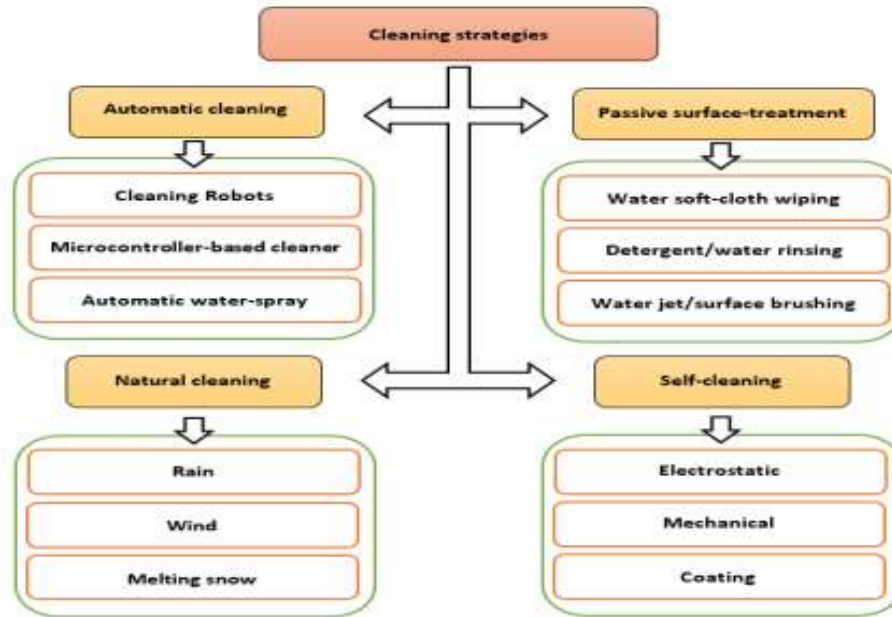 Cleaning strategies
Automatic cleaning
Cleaning Robots
Microcontroller-based cleaner
Automatic water-spray
Passive surface-treatment
Water soft-cloth wiping
Detergent/water rinsing
Water jet/surface brushing
Natural cleaning
Rain
Wind
Melting snow
Self-cleaning
Electrostatic
Mechanical
Coating